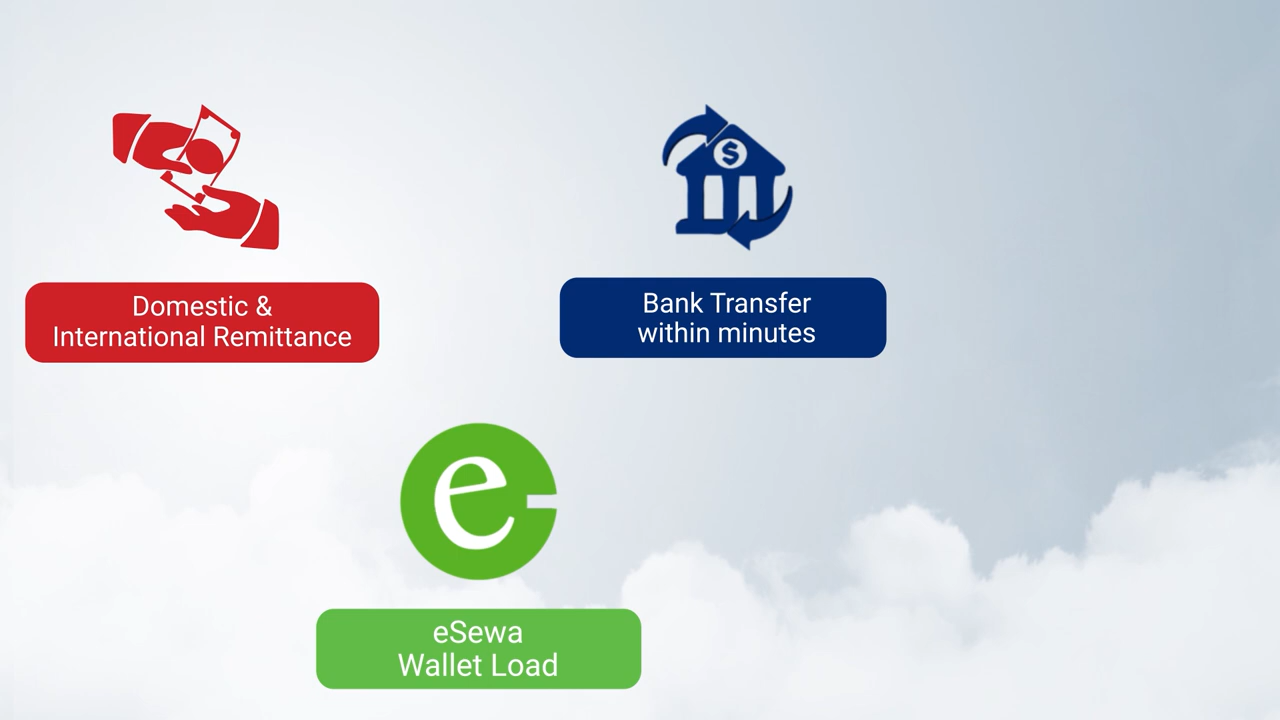 Domestic &
International Remittance
$
Bank Transfer
within minutes
e
eSewa
Wallet Load